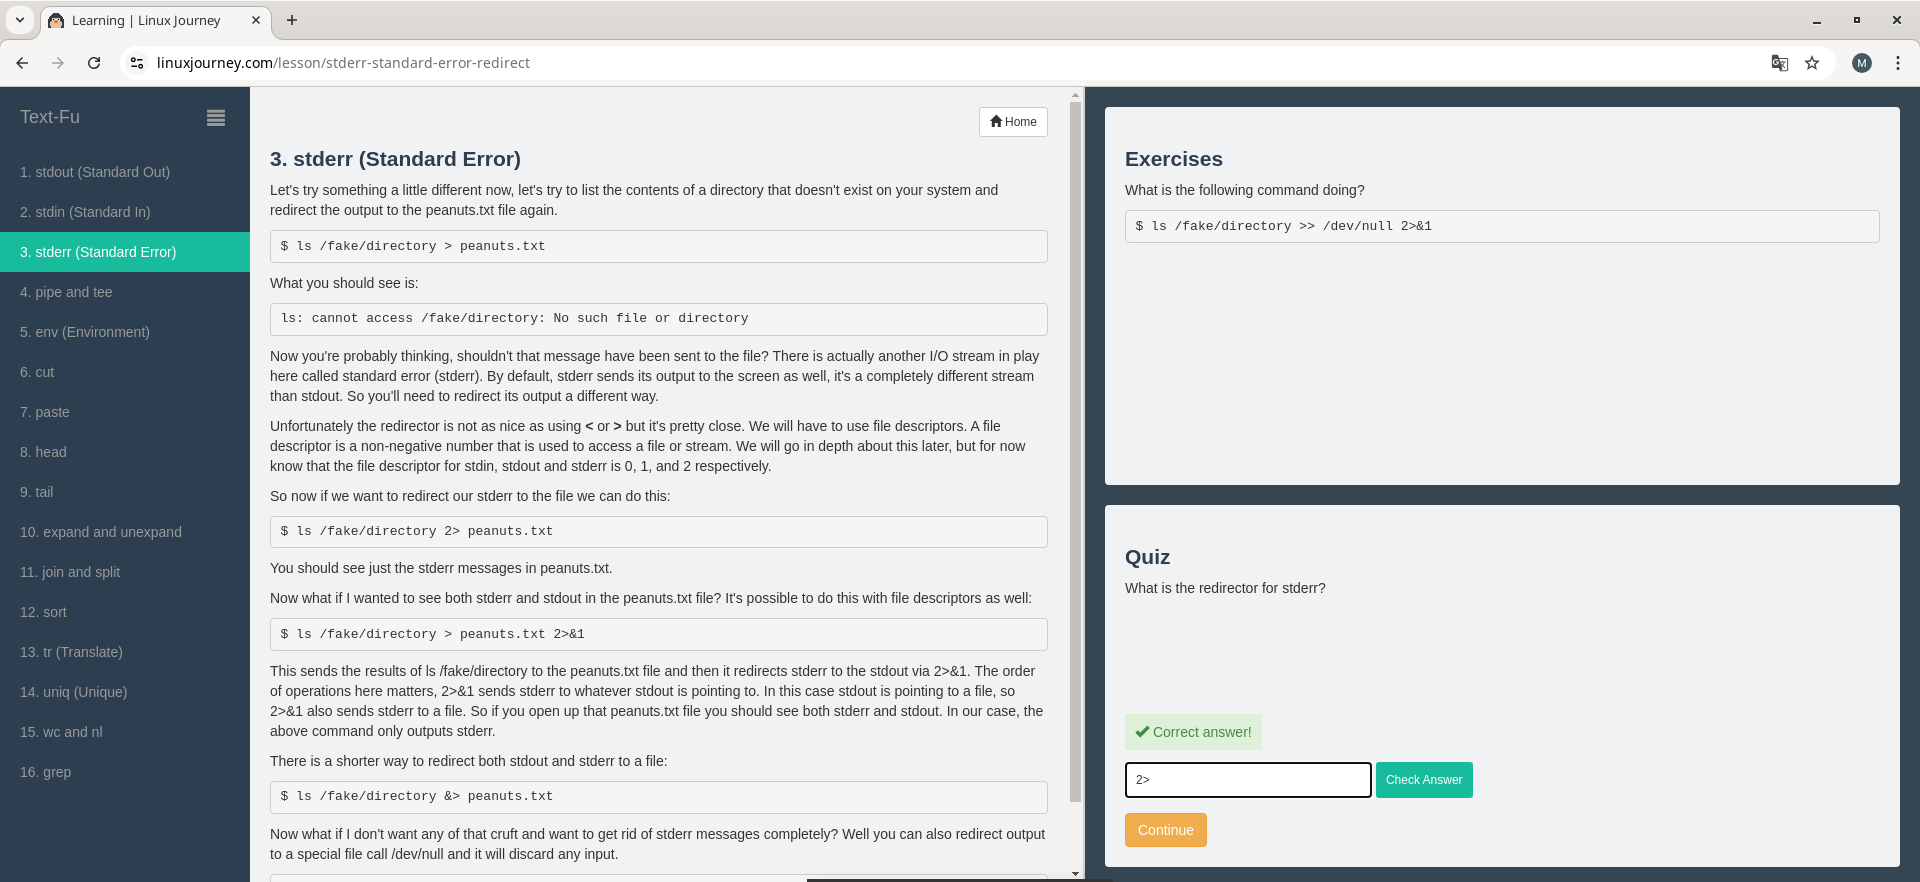 Learning | Linux Journey
linuxjourney.com/lesson/stderr-standard-error-redirect
M
Text-Fu
1. stdout (Standard Out)
2. stdin (Standard In)
3. stderr (Standard Error)
4. pipe and tee
5. env (Environment)
6. cut
7. paste
8. head
9. tail
10. expand and unexpand
11. join and split
12. sort
13. tr (Translate)
14. uniq (Unique)
15. wc and nl
16. grep
Home
3. stderr (Standard Error)
Let's try something a little different now, let's try to list the contents of a directory that doesn't exist on your system and
redirect the output to the peanuts.txt file again.
$ ls /fake/directory > peanuts.txt
What you should see is:
ls: cannot access /fake/directory: No such file or directory
Now you're probably thinking, shouldn't that message have been sent to the file? There is actually another I/O stream in play
here called standard error (stderr). By default, stderr sends its output to the screen as well, it's a completely different stream
than stdout. So you'll need to redirect its output a different way.
Unfortunately the redirector is not as nice as using < or > but it's pretty close. We will have to use file descriptors. A file
descriptor is a non-negative number that is used to access a file or stream. We will go in depth about this later, but for now
know that the file descriptor for stdin, stdout and stderr is 0, 1, and 2 respectively.
So now if we want to redirect our stderr to the file we can do this:
$ ls /fake/directory 2> peanuts.txt
You should see just the stderr messages in peanuts.txt.
Now what if I wanted to see both stderr and stdout in the peanuts.txt file? It's possible to do this with file descriptors as well:
$ ls /fake/directory > peanuts.txt 2>&1
This sends the results of ls /fake/directory to the peanuts.txt file and then it redirects stderr to the stdout via 2>&1. The order
of operations here matters, 2>&1 sends stderr to whatever stdout is pointing to. In this case stdout is pointing to a file, so
2>&1 also sends stderr to a file. So if you open up that peanuts.txt file you should see both stderr and stdout. In our case, the
above command only outputs stderr.
There is a shorter way to redirect both stdout and stderr to a file:
$ ls /fake/directory &> peanuts.txt
Now what if I don't want any of that cruft and want to get rid of stderr messages completely? Well you can also redirect output
to a special file call /dev/null and it will discard any input.
Exercises
What is the following command doing?
$ ls /fake/directory >> /dev/null 2>&1
Quiz
What is the redirector for stderr?
Correct answer!
2>
Check Answer
Continue